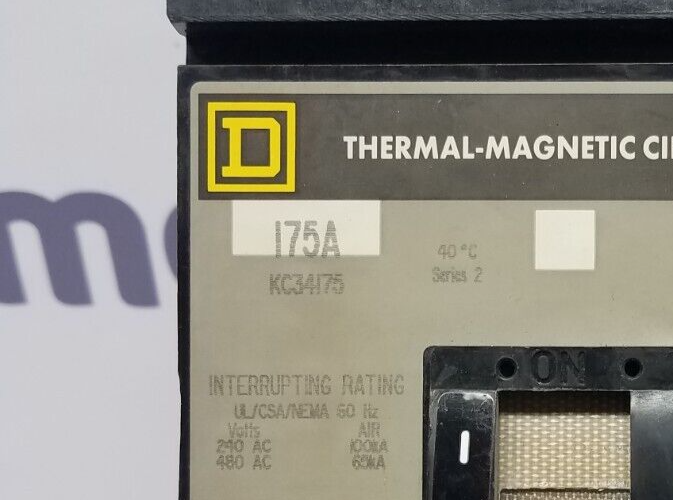 D
THERMAL-MAGNETIC CI
175A
KC34175
40°C
Series 2
ON
INTERRUPTING RATING
UL/CSA/NEMA 60 Hz
Volts AIR
240 AC 100kA
480 AC 65kA
I